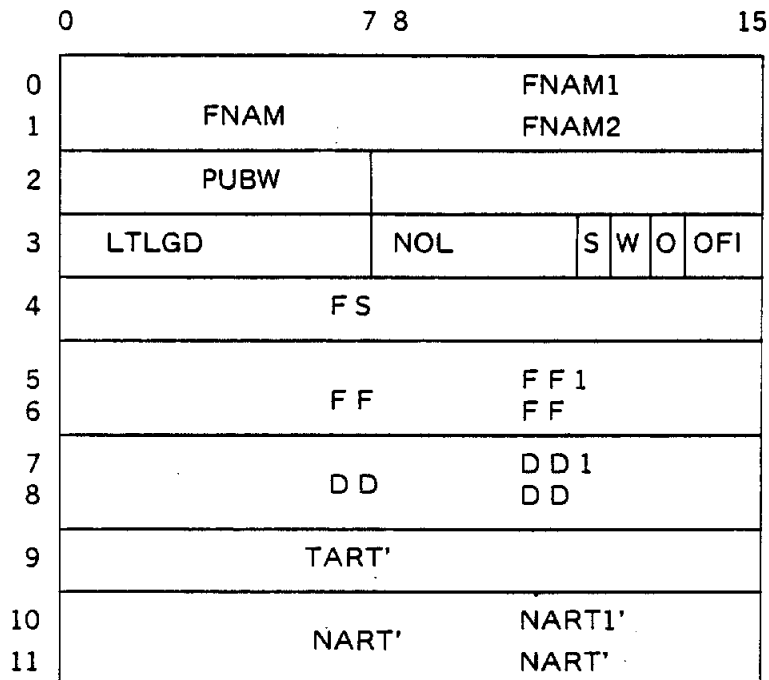 0 7 8 15
0 FNAM1
FNAM
1 FNAM2
2 PUBW
3 LTLGD NOL S W O OFI
4 FS
5 FF1
FF
6 FF
7 DD1
DD
8 DD
9 TART'
10 NART1'
NART'
11 NART'